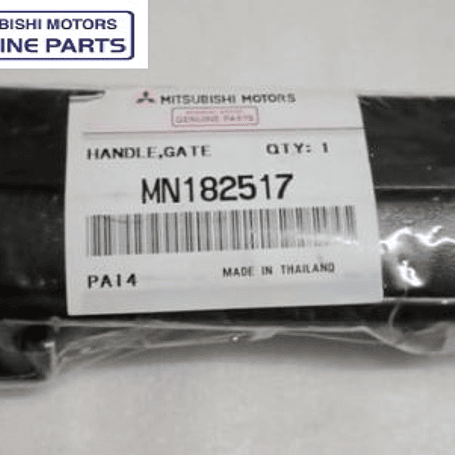 BISHI MOTORS
INE PARTS
MITSUBISHI MOTORS
GENUINE PARTS
HANDLE,GATE QTY: 1
MN182517
PA14 MADE IN THAILAND